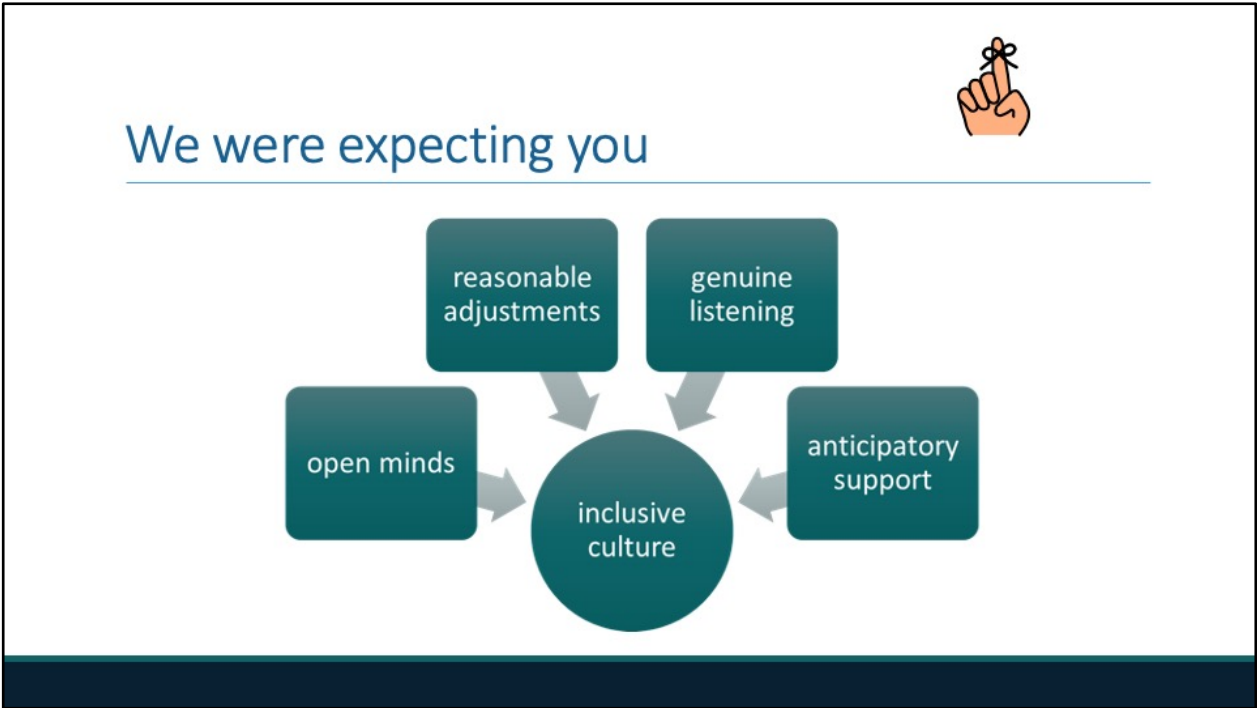 We were expecting you
reasonable
adjustments
genuine
listening
open minds
anticipatory
support
inclusive
culture